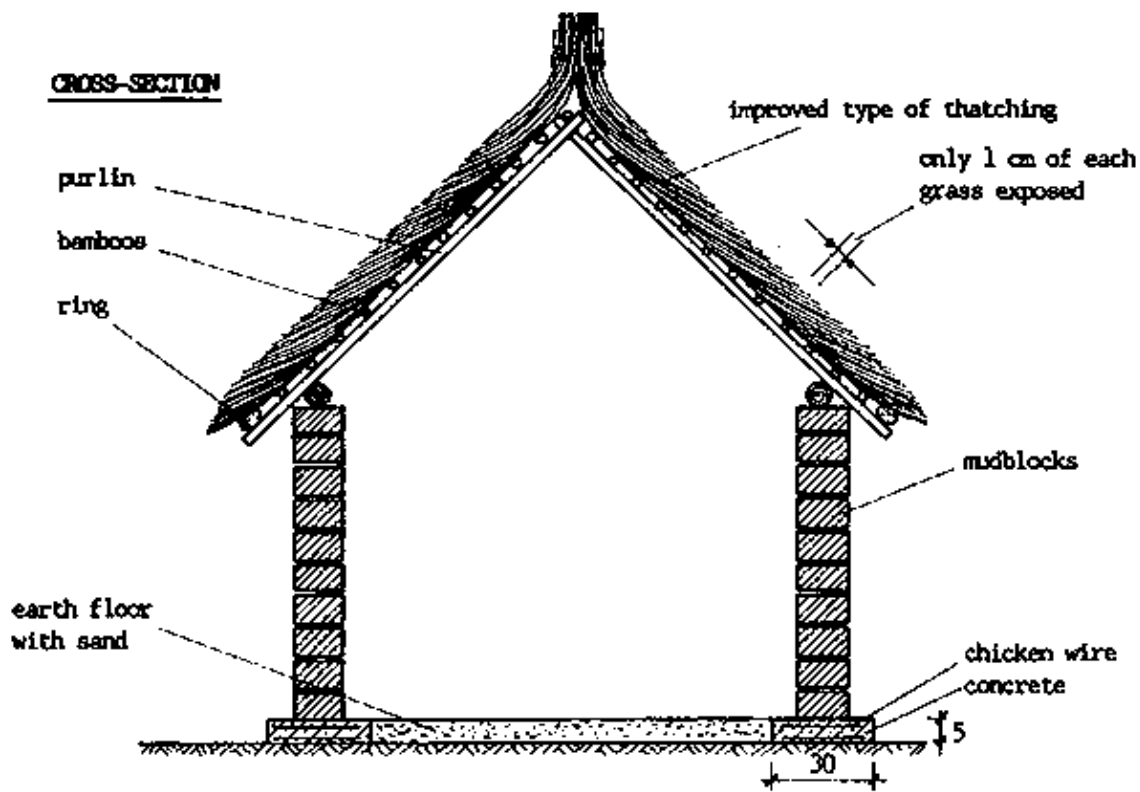 CROSS-SECTION
improved type of thatching
only 1 cm of each
grass exposed
purlin
bamboos
ring
mudblocks
earth floor
with sand
chicken wire
concrete
5
30